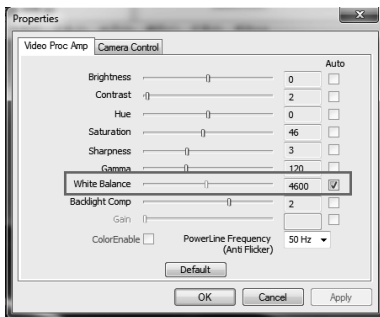 Properties
Video Proc Amp Camera Control
Auto
Brightness 0
Contrast 2
Hue 0
Saturation 46
Sharpness 3
Gamma 120
White Balance 4600
Backlight Comp 2
Gain
ColorEnable PowerLine Frequency 50 Hz
(Anti Flicker)
Default
OK Cancel Apply